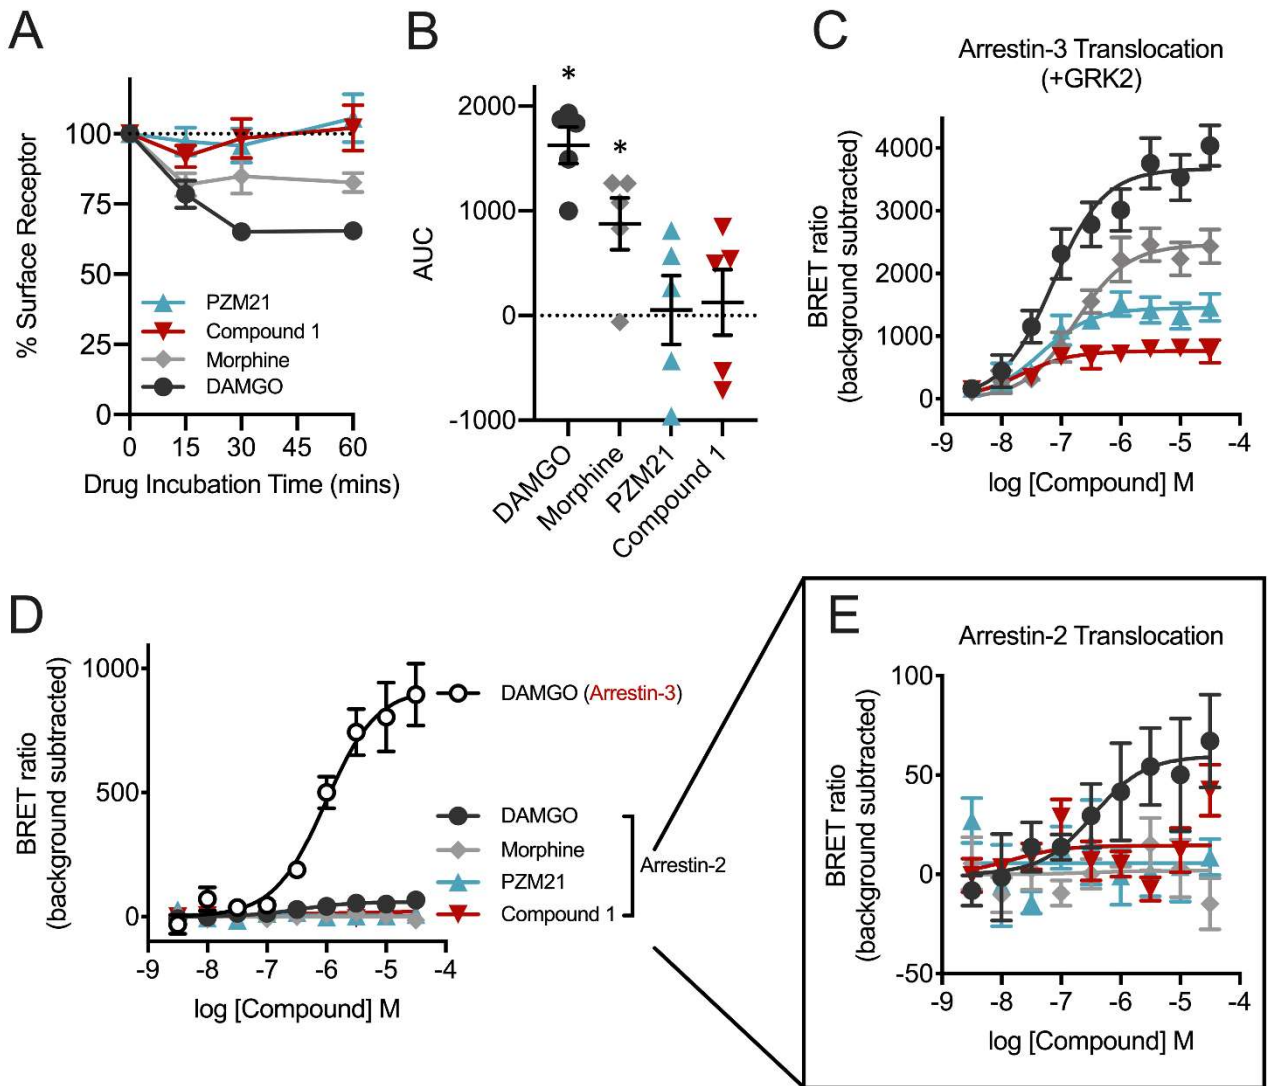 A
% Surface Receptor
100
75
50
25
0
PZM21
Compound 1
Morphine
DAMGO
0 15 30 45 60
Drug Incubation Time (mins)
B
AUC
2000
1000
0
-1000
*
*
DAMGO
Morphine
PZM21
Compound 1
C
Arrestin-3 Translocation
(+GRK2)
BRET ratio
(background subtracted)
4000
3000
2000
1000
0
-9 -8 -7 -6 -5 -4
log [Compound] M
D
BRET ratio
(background subtracted)
1000
500
0
DAMGO (Arrestin-3)
DAMGO
Morphine
PZM21
Compound 1
Arrestin-2
-9 -8 -7 -6 -5 -4
log [Compound] M
E
Arrestin-2 Translocation
BRET ratio
(background subtracted)
100
50
0
-50
-9 -8 -7 -6 -5 -4
log [Compound] M